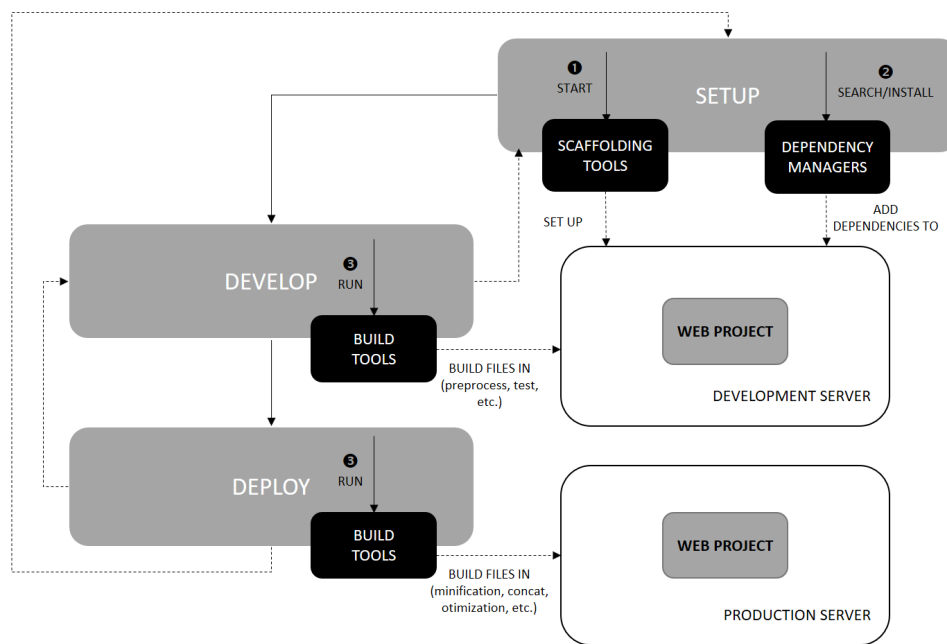 ❶
START
SETUP
❷
SEARCH/INSTALL
SCAFFOLDING
TOOLS
DEPENDENCY
MANAGERS
SET UP
ADD
DEPENDENCIES TO
DEVELOP
❸
RUN
BUILD
TOOLS
BUILD FILES IN
(preprocess, test,
etc.)
WEB PROJECT
DEVELOPMENT SERVER
DEPLOY
❸
RUN
BUILD
TOOLS
BUILD FILES IN
(minification, concat,
otimization, etc.)
WEB PROJECT
PRODUCTION SERVER